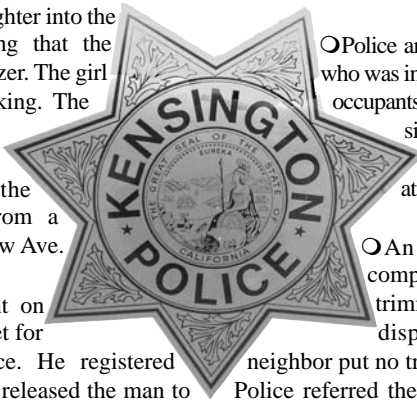 ghter into the
ng that the
zer. The girl
king. The
the
om a
w Ave.
nt on
et for
ce. He registered
released the man to
KENSINGTON
POLICE
THE GREAT SEAL OF THE STATE OF CALIFORNIA
EUREKA
❍Police ar
who was in
occupants
si
at
❍An
comp
trim
disp
neighbor put no tr
Police referred the